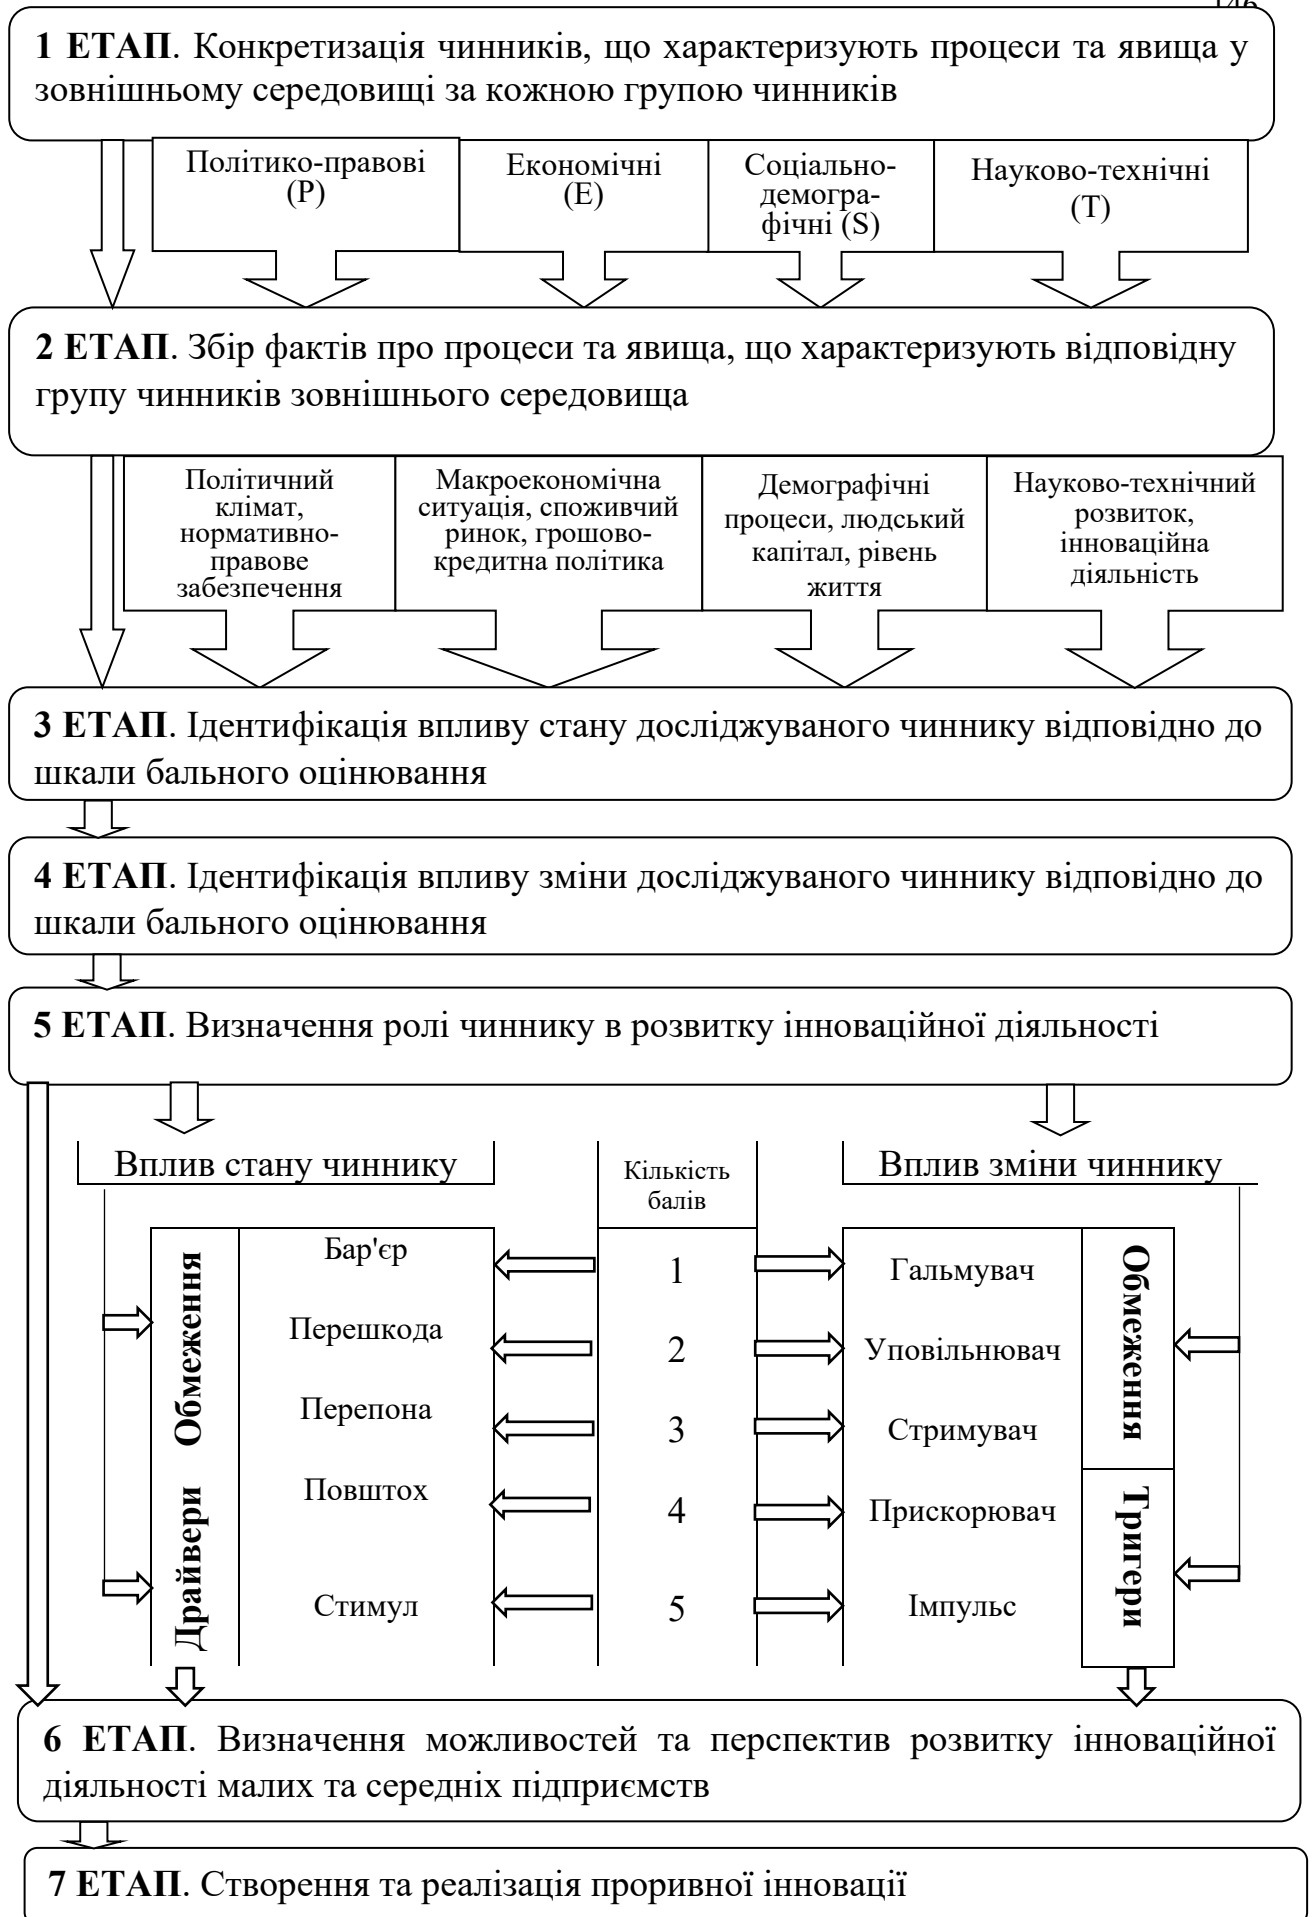 146
1 ЕТАП. Конкретизація чинників, що характеризують процеси та явища у
зовнішньому середовищі за кожною групою чинників
Політико-правові
(P)
Економічні
(E)
Соціально-
демогра-
фічні (S)
Науково-технічні
(T)
2 ЕТАП. Збір фактів про процеси та явища, що характеризують відповідну
групу чинників зовнішнього середовища
Політичний
клімат,
нормативно-
правове
забезпечення
Макроекономічна
ситуація, споживчий
ринок, грошово-
кредитна політика
Демографічні
процеси, людський
капітал, рівень
життя
Науково-технічний
розвиток,
інноваційна
діяльність
3 ЕТАП. Ідентифікація впливу стану досліджуваного чиннику відповідно до
шкали бального оцінювання
4 ЕТАП. Ідентифікація впливу зміни досліджуваного чиннику відповідно до
шкали бального оцінювання
5 ЕТАП. Визначення ролі чиннику в розвитку інноваційної діяльності
Вплив стану чиннику
Кількість
балів
Вплив зміни чиннику
Обмеження
Драйвери
Бар'єр
Перешкода
Перепона
Повштох
Стимул
1
2
3
4
5
Гальмувач
Уповільнювач
Стримувач
Прискорювач
Імпульс
Обмеження
Тригери
6 ЕТАП. Визначення можливостей та перспектив розвитку інноваційної
діяльності малих та середніх підприємств
7 ЕТАП. Створення та реалізація проривної інновації